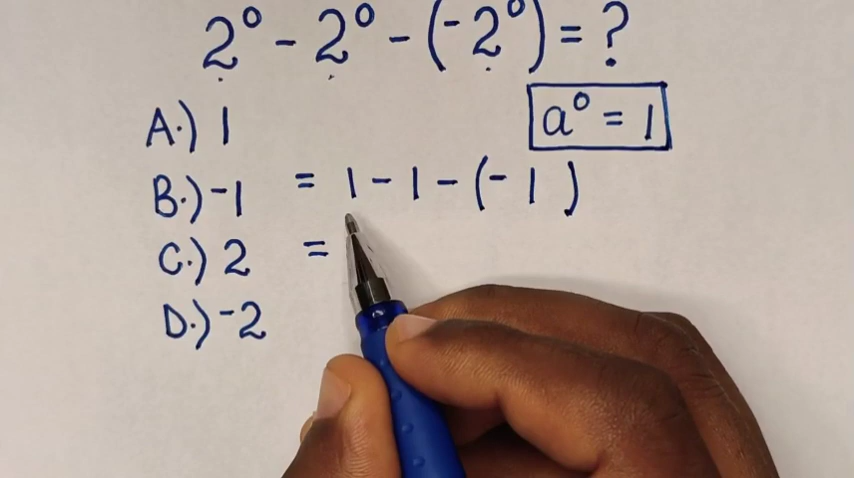 2⁰ - 2⁰ - (-2⁰) = ?
a⁰ = 1
A.) 1
B.) -1
= 1 - 1 - (- 1 )
C.) 2
=
D.) -2